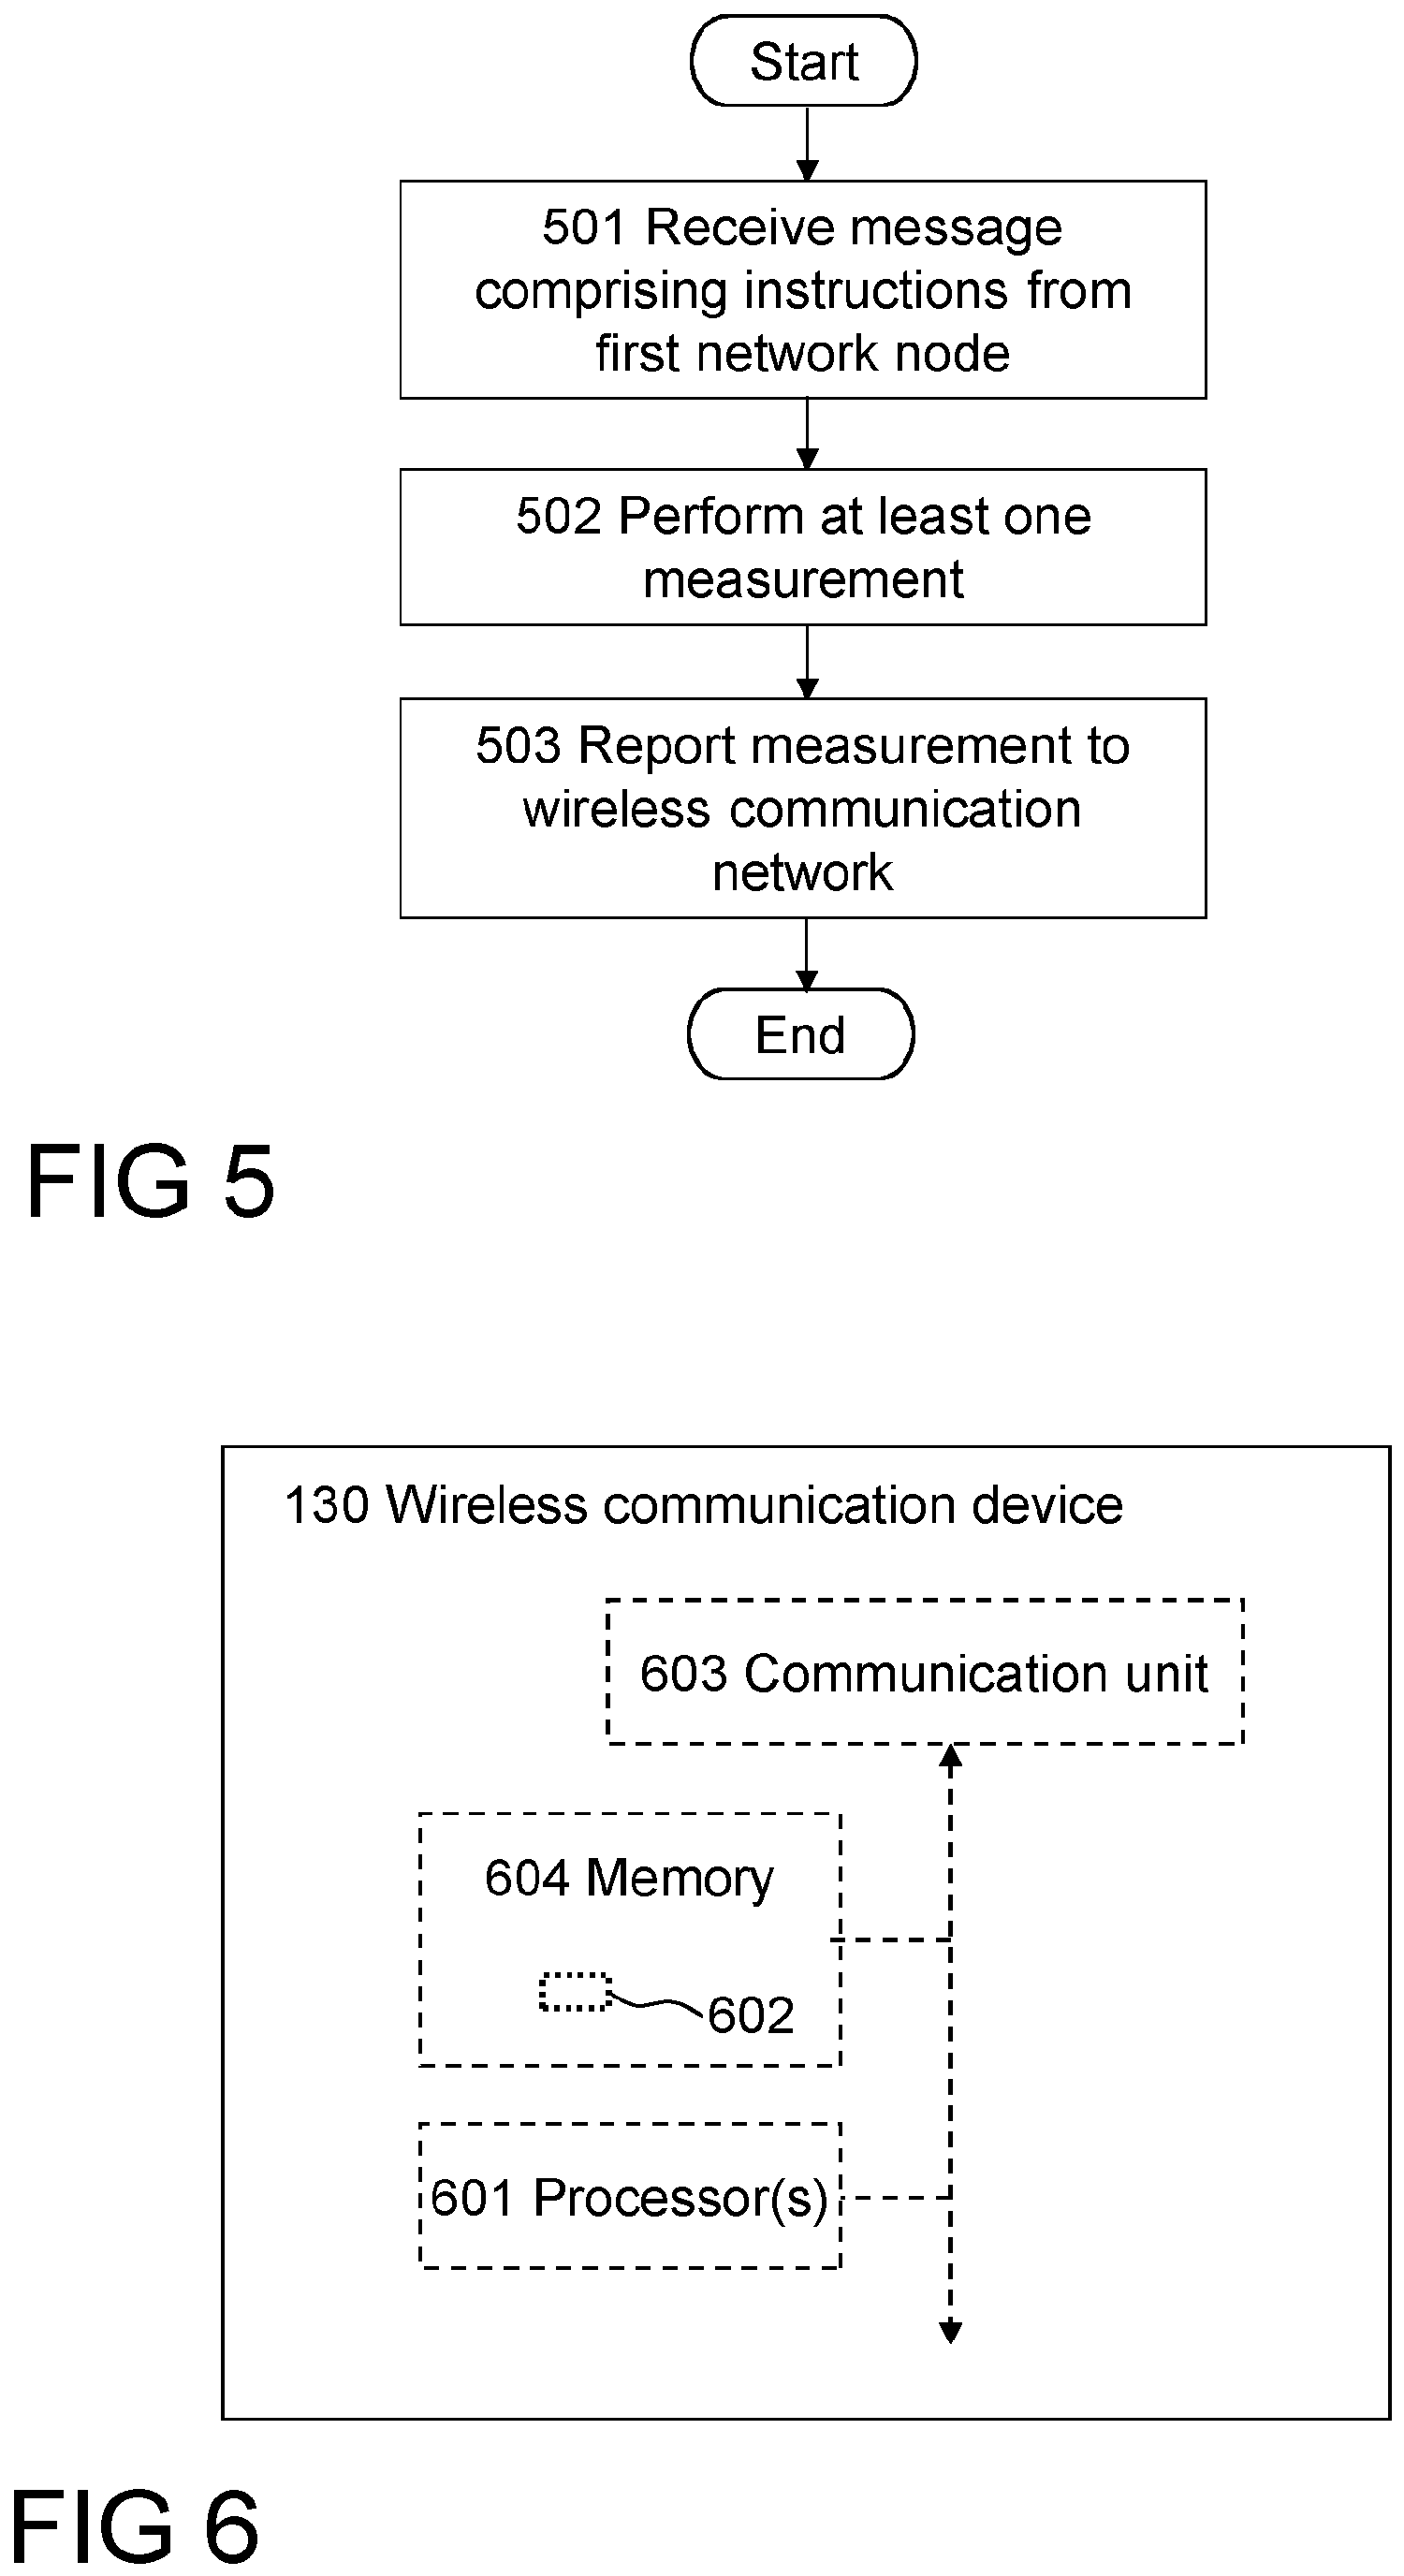 Start
501 Receive message
comprising instructions from
first network node
502 Perform at least one
measurement
503 Report measurement to
wireless communication
network
End
FIG 5
130 Wireless communication device
603 Communication unit
604 Memory
602
601 Processor(s)
FIG 6